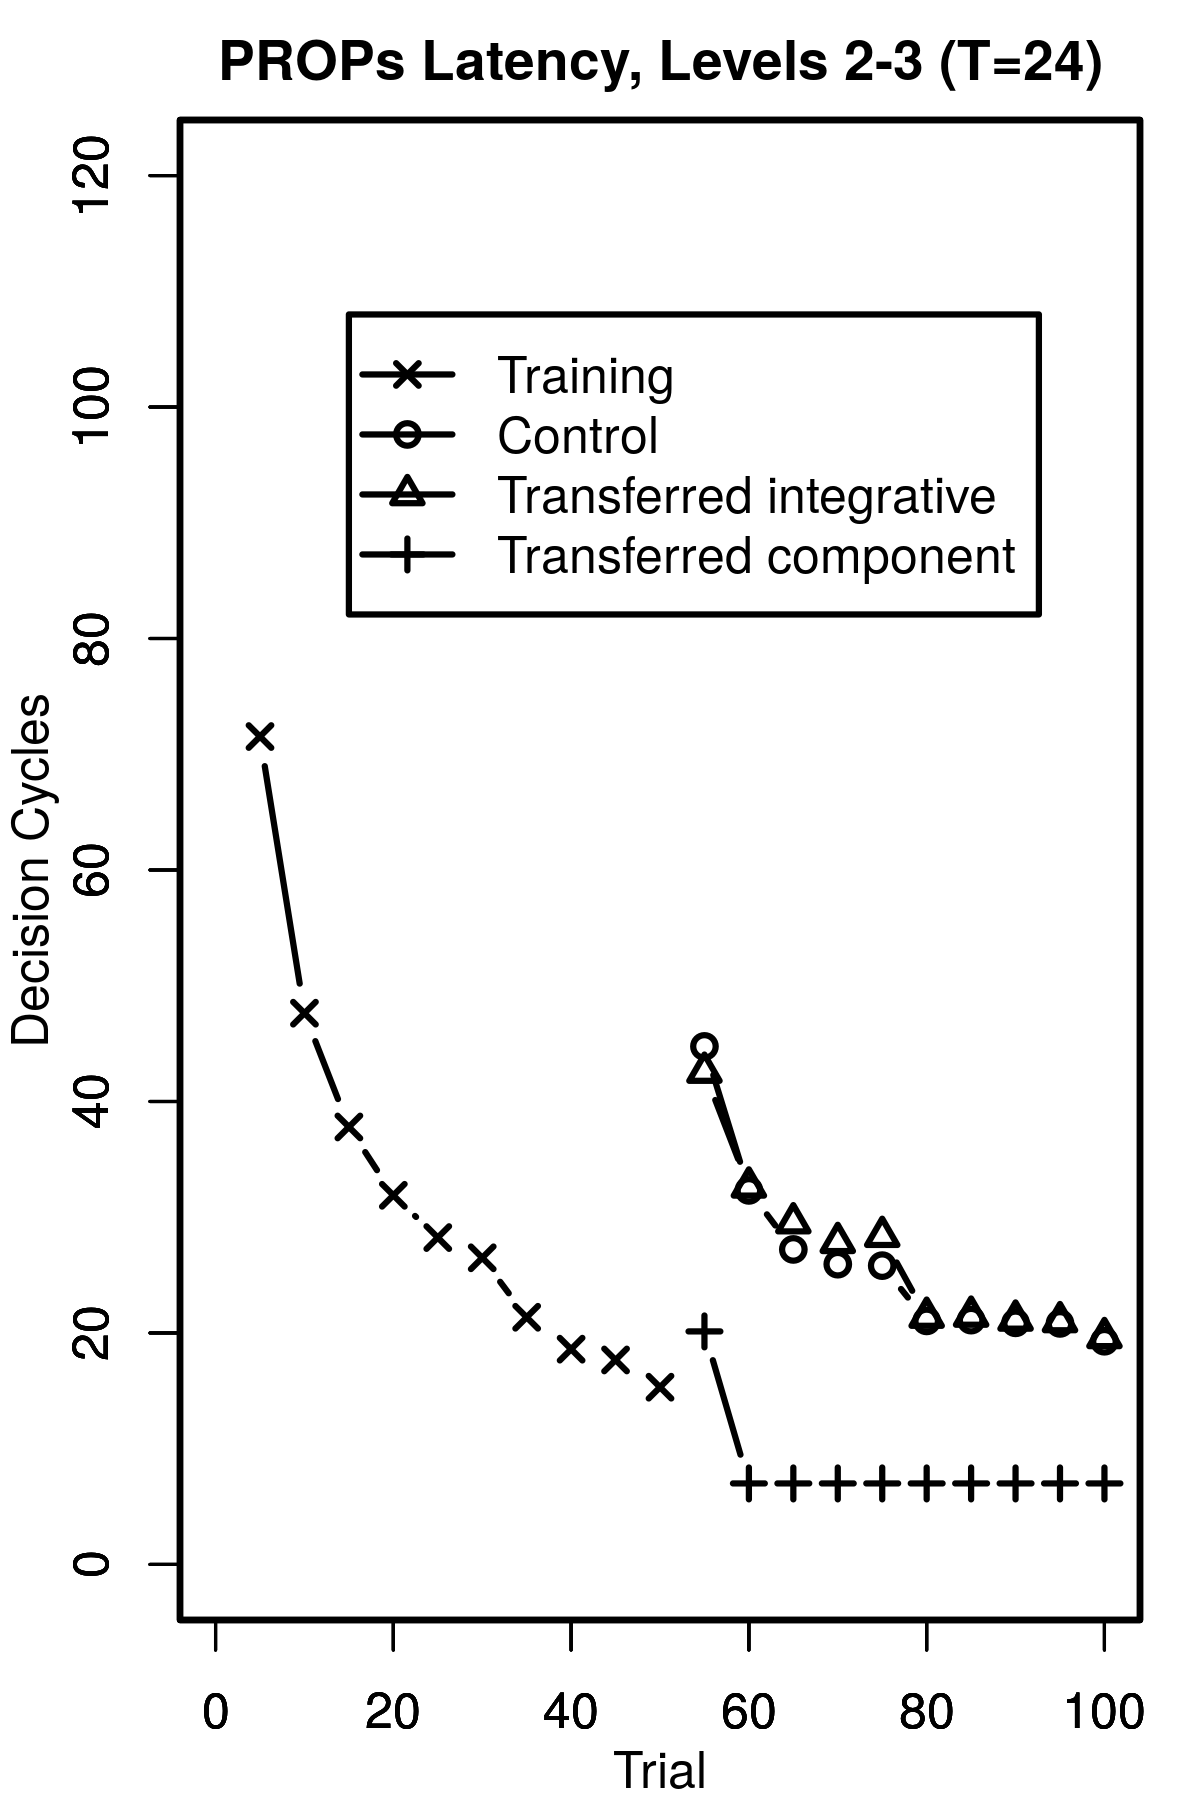 PROPs Latency, Levels 2-3 (T=24)
120
100
80
60
40
20
0
Decision Cycles
Training
Control
Transferred integrative
Transferred component
0 20 40 60 80 100
Trial